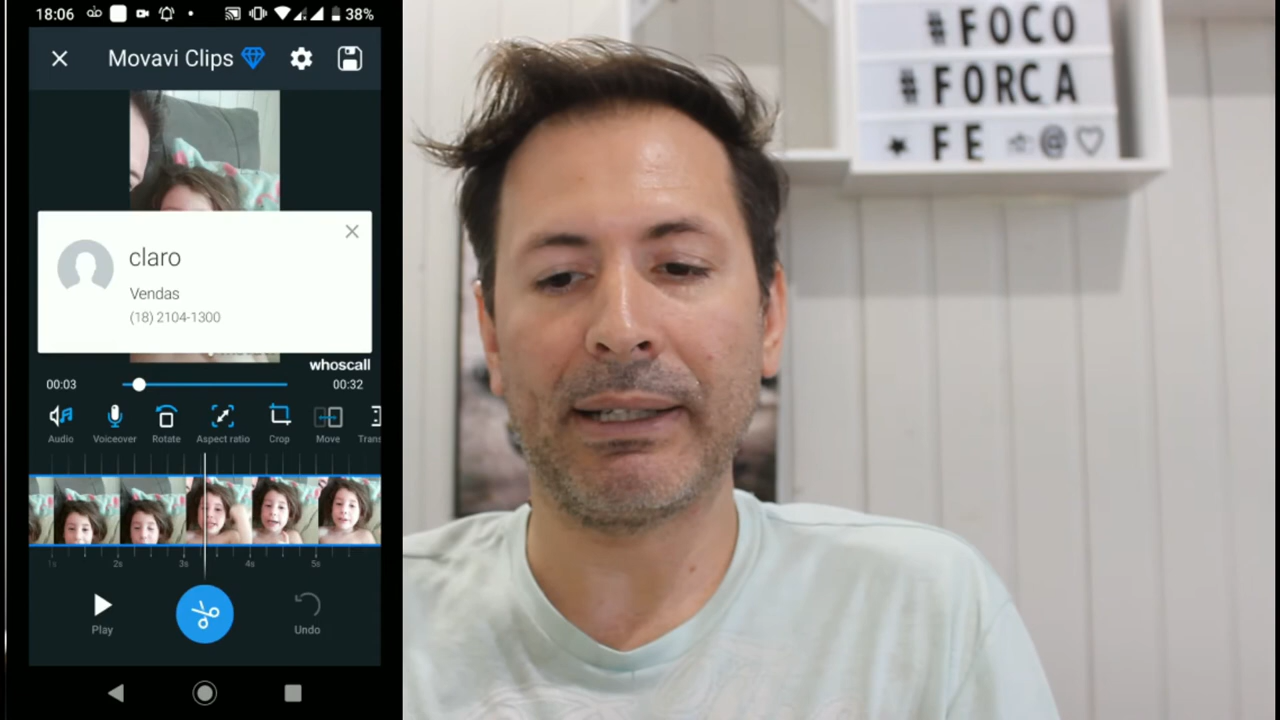 18:06
38%
Movavi Clips
claro
Vendas
(18) 2104-1300
whoscall
00:03
00:32
Audio
Voiceover
Rotate
Aspect ratio
Crop
Move
Trans
1s
2s
3s
4s
5s
Play
Undo
#FOCO
#FORCA
★ FE @ ♡